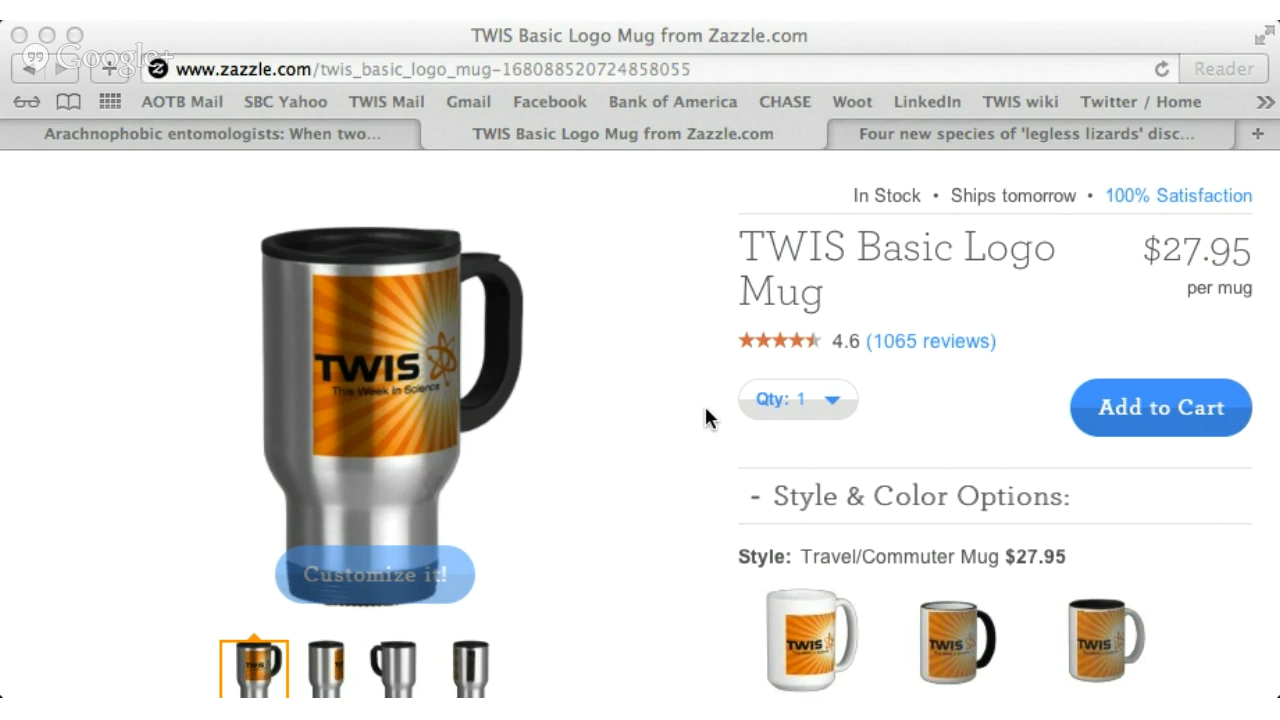 TWIS Basic Logo Mug from Zazzle.com
Google+
www.zazzle.com/twis_basic_logo_mug-168088520724858055
Reader
AOTB Mail SBC Yahoo TWIS Mail Gmail Facebook Bank of America CHASE Woot LinkedIn TWIS wiki Twitter / Home
Arachnophobic entomologists: When two... TWIS Basic Logo Mug from Zazzle.com Four new species of 'legless lizards' disc...
In Stock • Ships tomorrow • 100% Satisfaction
TWIS Basic Logo
Mug
$27.95
per mug
4.6 (1065 reviews)
Qty: 1
Add to Cart
- Style & Color Options:
Style: Travel/Commuter Mug $27.95
TWIS
This Week in Science
Customize it!
TWIS
TWIS
TWIS
TWIS